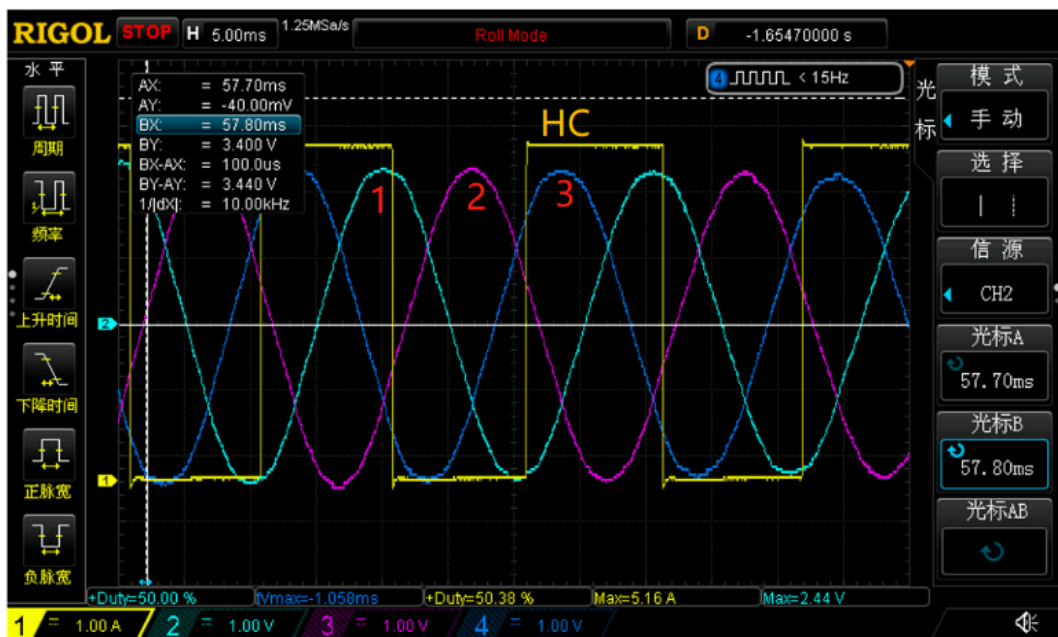 RIGOL STOP H 5.00ms 1.25MSa/s Roll Mode D -1.65470000 s
水 平
周期
频率
上升时间
下降时间
正脉宽
负脉宽
AX: = 57.70ms
AY: = -40.00mV
BX: = 57.80ms
BY: = 3.400 V
BX-AX: = 100.0us
BY-AY: = 3.440 V
1/|dX|: = 10.00kHz
4 < 15Hz
HC
1 2 3
2
1
光标
模 式
手 动
选 择
信 源
CH2
光标A
57.70ms
光标B
57.80ms
光标AB
+Duty=50.00 % +Duty=50.38 % Max=5.16 A Max=2.44 V
1 = 1.00 A 2 = 1.00 V 3 = 1.00 V 4 = 1.00 V